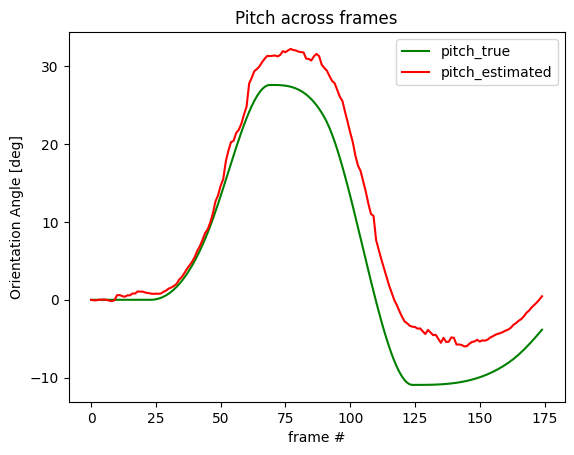 Pitch across frames
pitch_true
pitch_estimated
Orientation Angle [deg]
30
20
10
0
−10
0
25
50
75
100
125
150
175
frame #